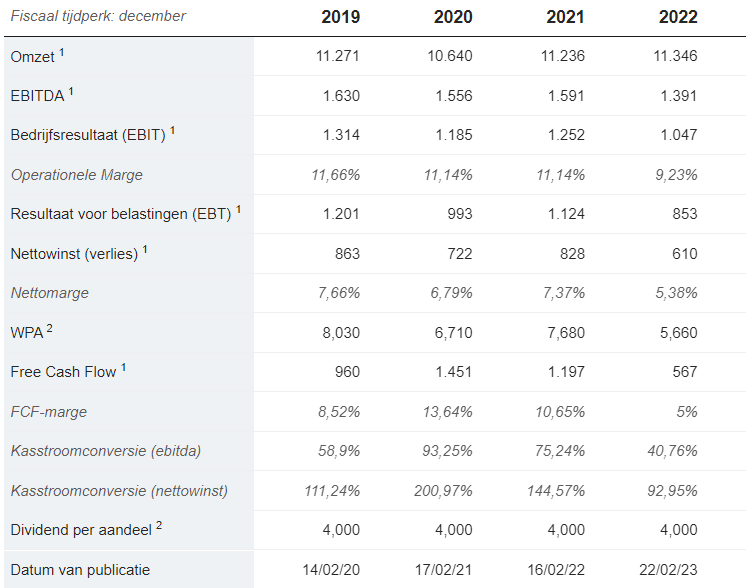 Fiscaal tijdperk: december 2019 2020 2021 2022
Omzet 1 11.271 10.640 11.236 11.346
EBITDA 1 1.630 1.556 1.591 1.391
Bedrijfsresultaat (EBIT) 1 1.314 1.185 1.252 1.047
Operationele Marge 11,66% 11,14% 11,14% 9,23%
Resultaat voor belastingen (EBT) 1 1.201 993 1.124 853
Nettowinst (verlies) 1 863 722 828 610
Nettomarge 7,66% 6,79% 7,37% 5,38%
WPA 2 8,030 6,710 7,680 5,660
Free Cash Flow 1 960 1.451 1.197 567
FCF-marge 8,52% 13,64% 10,65% 5%
Kasstroomconversie (ebitda) 58,9% 93,25% 75,24% 40,76%
Kasstroomconversie (nettowinst) 111,24% 200,97% 144,57% 92,95%
Dividend per aandeel 2 4,000 4,000 4,000 4,000
Datum van publicatie 14/02/20 17/02/21 16/02/22 22/02/23